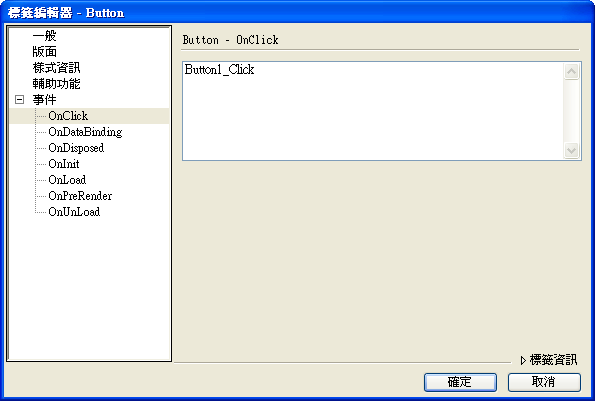 標籤編輯器 - Button
一般
版面
樣式資訊
輔助功能
事件
OnClick
OnDataBinding
OnDisposed
OnInit
OnLoad
OnPreRender
OnUnLoad
Button - OnClick
Button1_Click
標籤資訊
確定
取消